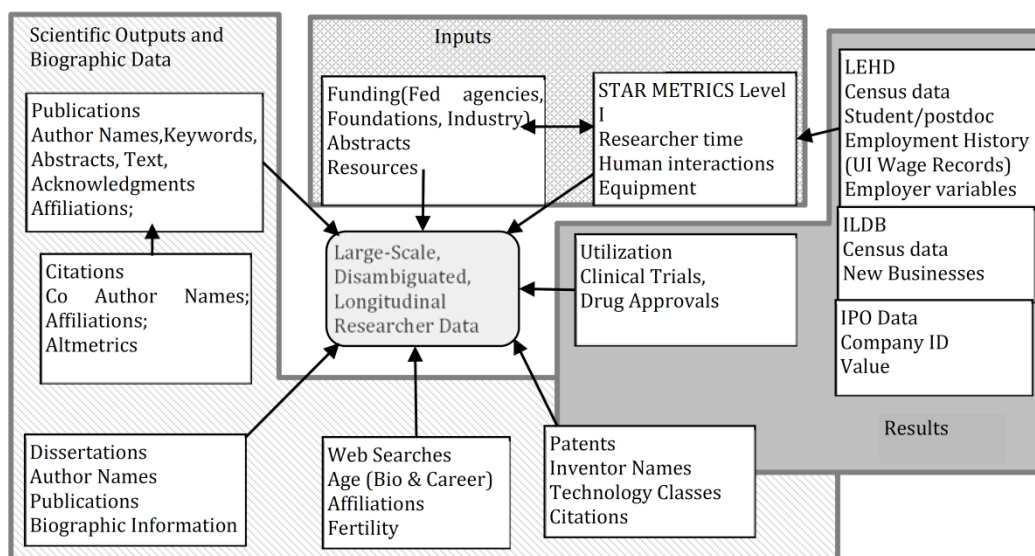 Scientific Outputs and
Biographic Data
Inputs
Publications
Author Names,Keywords,
Abstracts, Text,
Acknowledgments
Affiliations;
Funding(Fed agencies,
Foundations, Industry)
Abstracts
Resources
STAR METRICS Level
I
Researcher time
Human interactions
Equipment
LEHD
Census data
Student/postdoc
Employment History
(UI Wage Records)
Employer variables
Citations
Co Author Names;
Affiliations;
Altmetrics
Large-Scale,
Disambiguated,
Longitudinal
Researcher Data
Utilization
Clinical Trials,
Drug Approvals
ILDB
Census data
New Businesses
IPO Data
Company ID
Value
Results
Dissertations
Author Names
Publications
Biographic Information
Web Searches
Age (Bio & Career)
Affiliations
Fertility
Patents
Inventor Names
Technology Classes
Citations